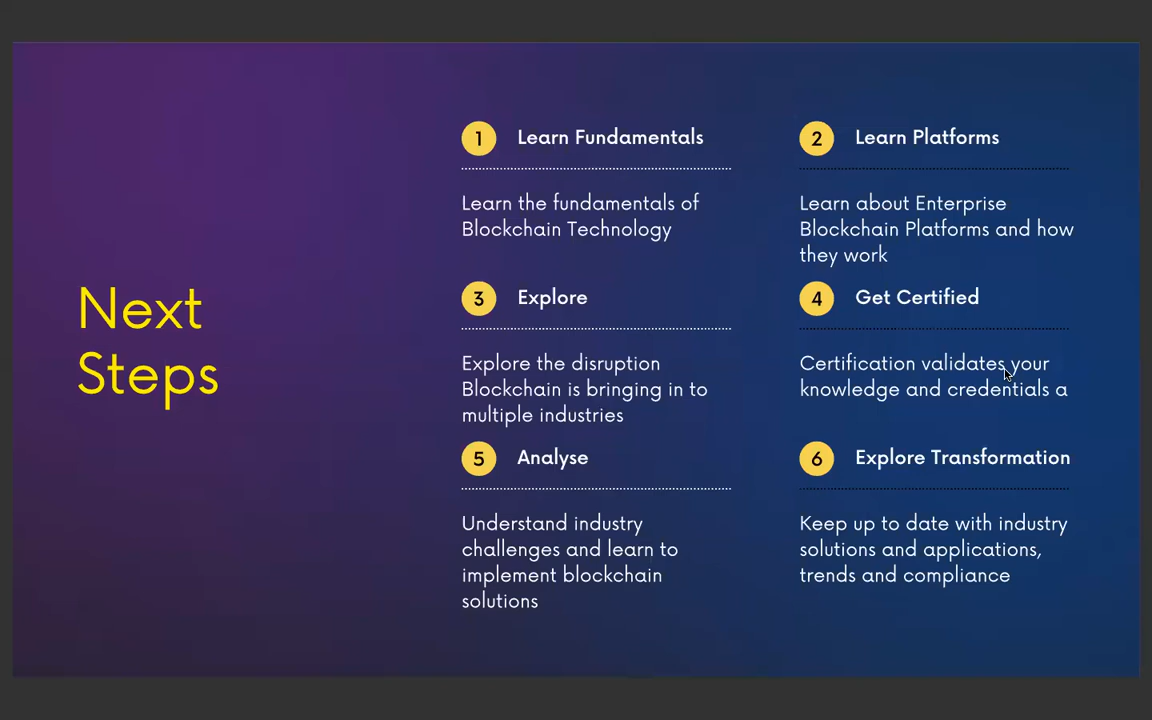 Next
Steps
1 Learn Fundamentals
Learn the fundamentals of
Blockchain Technology
2 Learn Platforms
Learn about Enterprise
Blockchain Platforms and how
they work
3 Explore
Explore the disruption
Blockchain is bringing in to
multiple industries
4 Get Certified
Certification validates your
knowledge and credentials a
5 Analyse
Understand industry
challenges and learn to
implement blockchain
solutions
6 Explore Transformation
Keep up to date with industry
solutions and applications,
trends and compliance